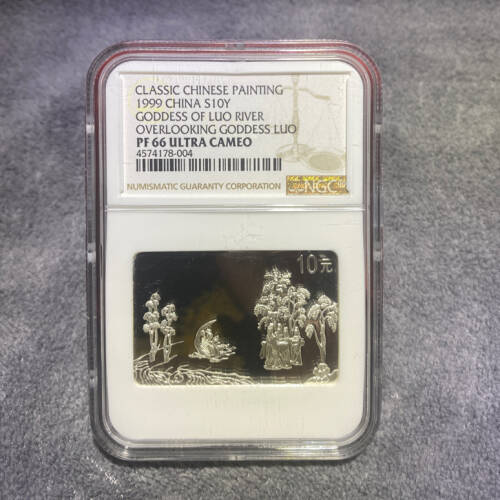 CLASSIC CHINESE PAINTING
1999 CHINA S10Y
GODDESS OF LUO RIVER
OVERLOOKING GODDESS LUO
PF 66 ULTRA CAMEO
4574178-004
NUMISMATIC GUARANTY CORPORATION
NGC
10元